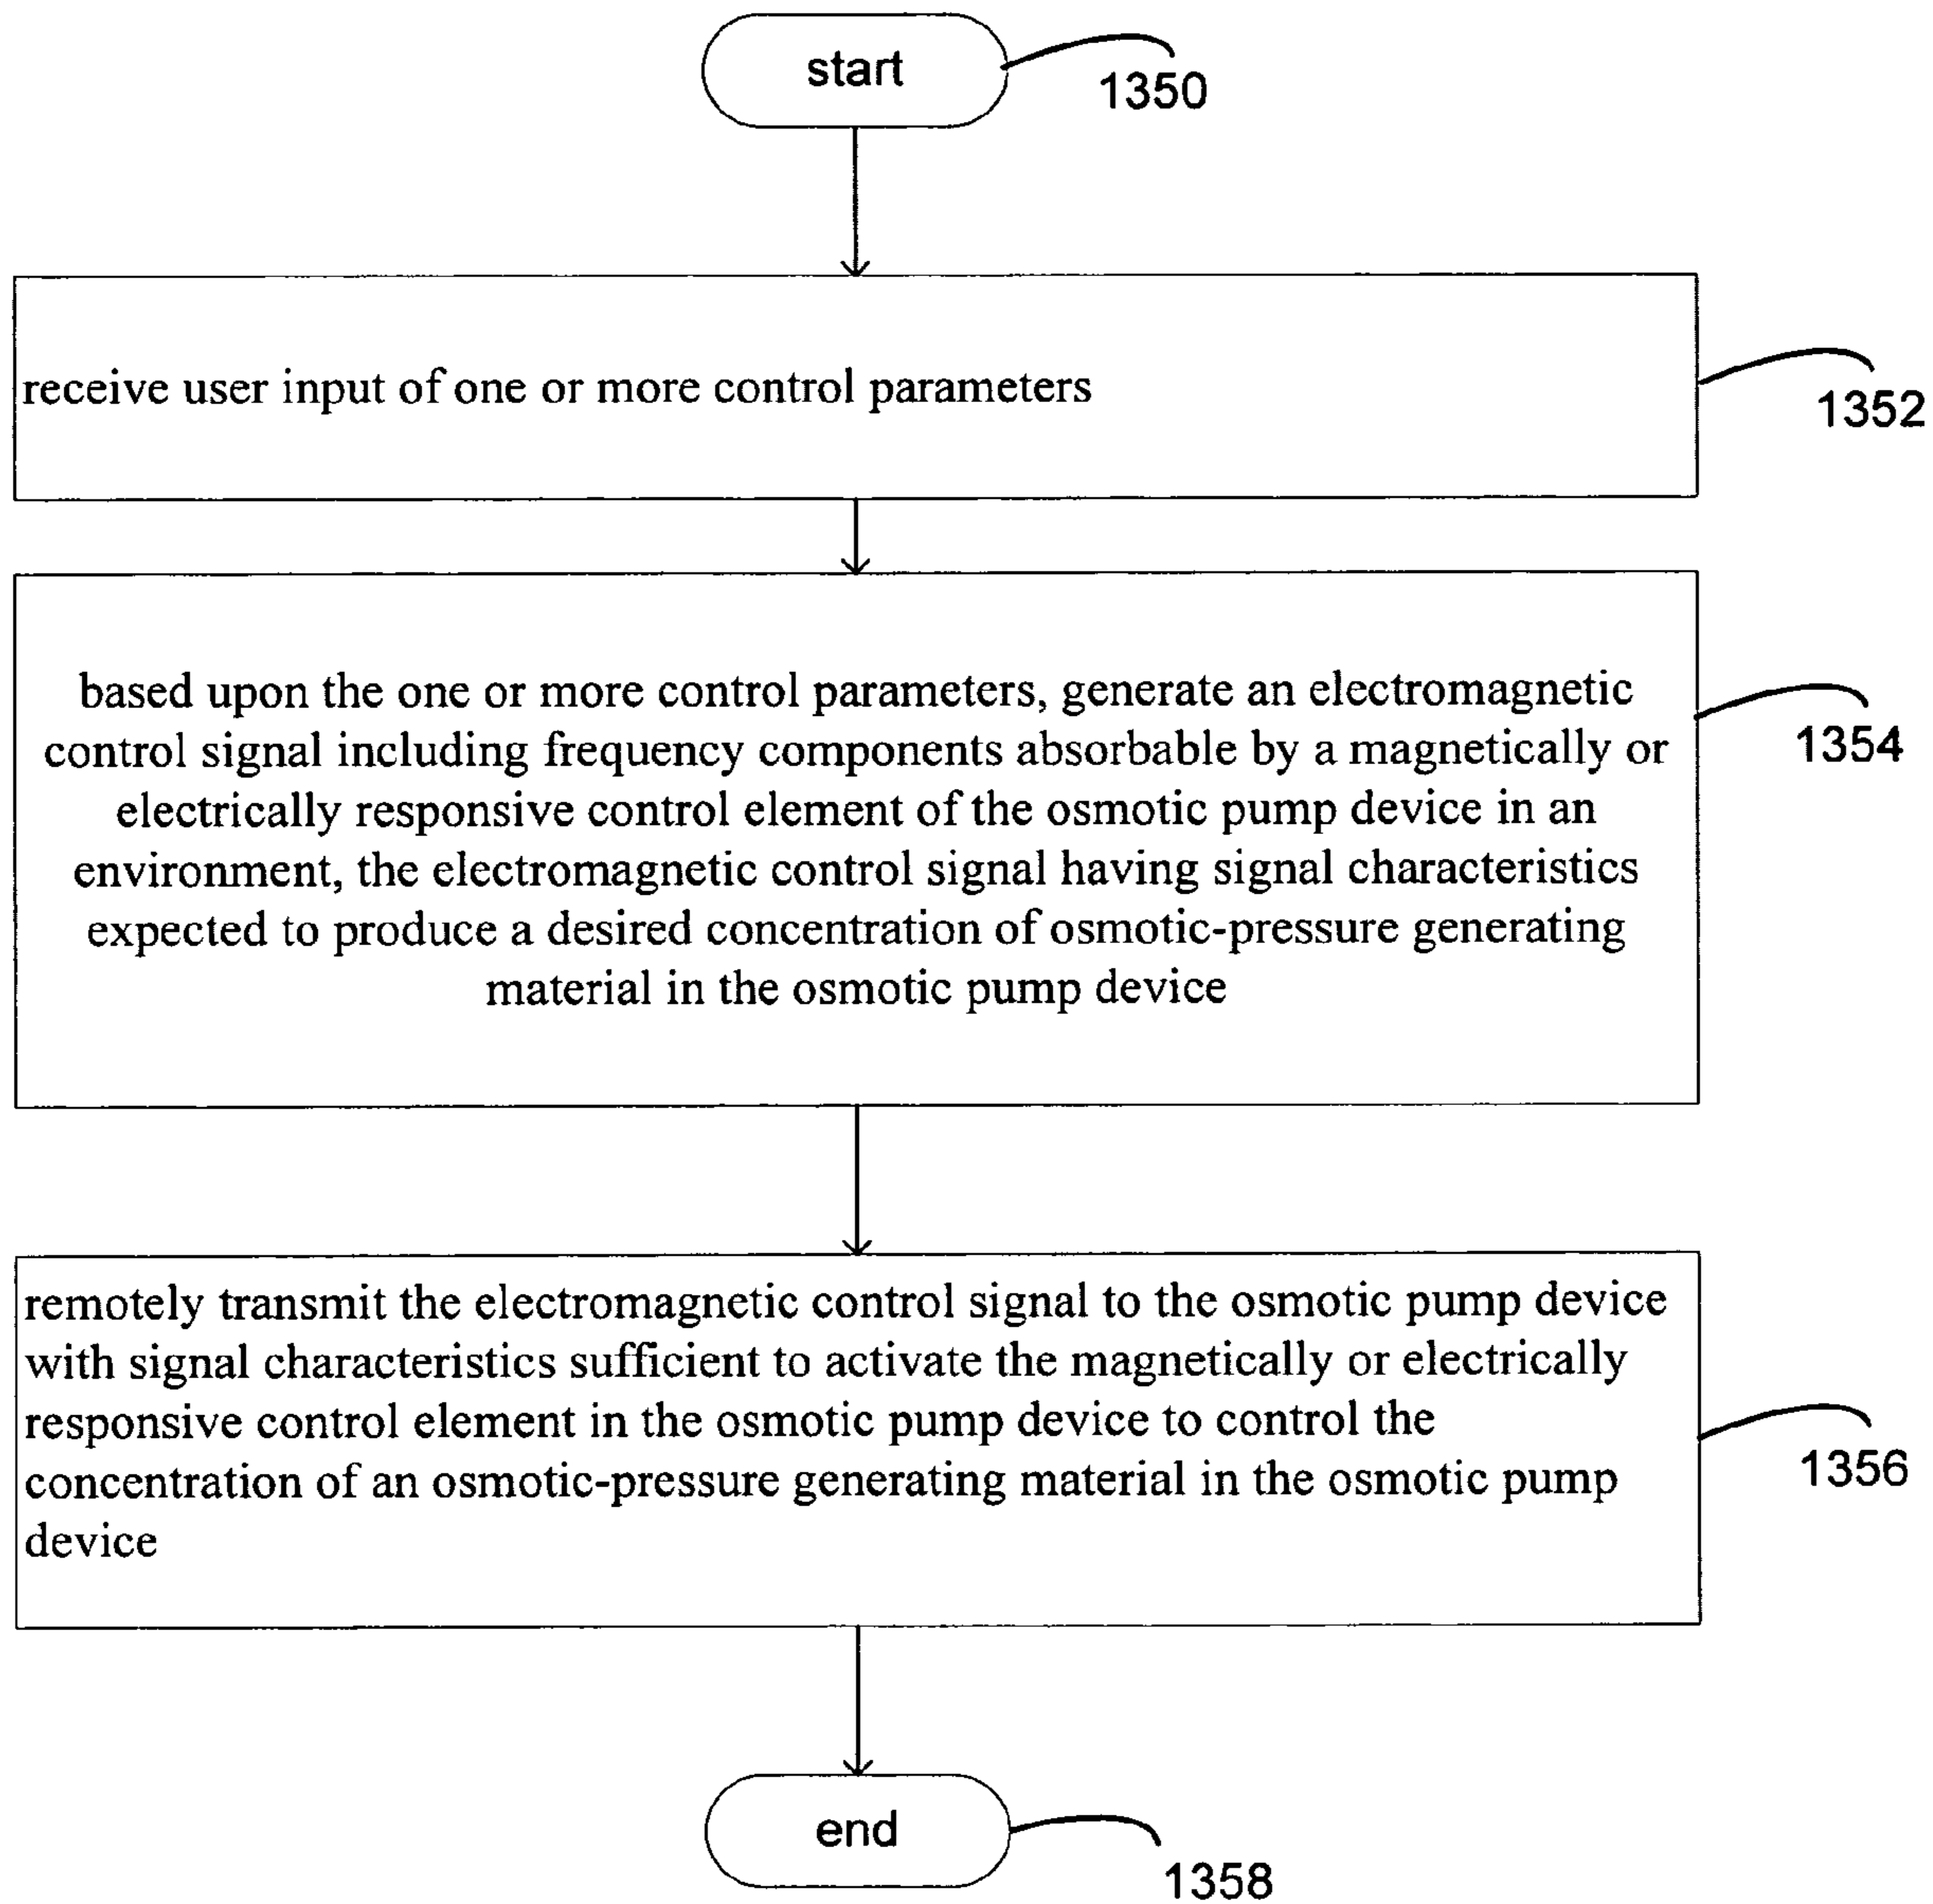 start
1350
receive user input of one or more control parameters
1352
based upon the one or more control parameters, generate an electromagnetic
control signal including frequency components absorbable by a magnetically or
electrically responsive control element of the osmotic pump device in an
environment, the electromagnetic control signal having signal characteristics
expected to produce a desired concentration of osmotic-pressure generating
material in the osmotic pump device
1354
remotely transmit the electromagnetic control signal to the osmotic pump device
with signal characteristics sufficient to activate the magnetically or electrically
responsive control element in the osmotic pump device to control the
concentration of an osmotic-pressure generating material in the osmotic pump
device
1356
end
1358